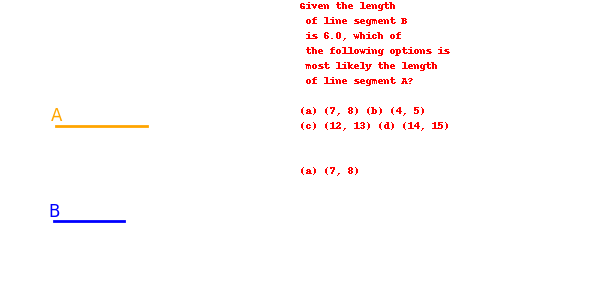 Given the length
of line segment B
is 6.0, which of
the following options is
most likely the length
of line segment A?
(a) (7, 8) (b) (4, 5)
(c) (12, 13) (d) (14, 15)
(a) (7, 8)
A
B